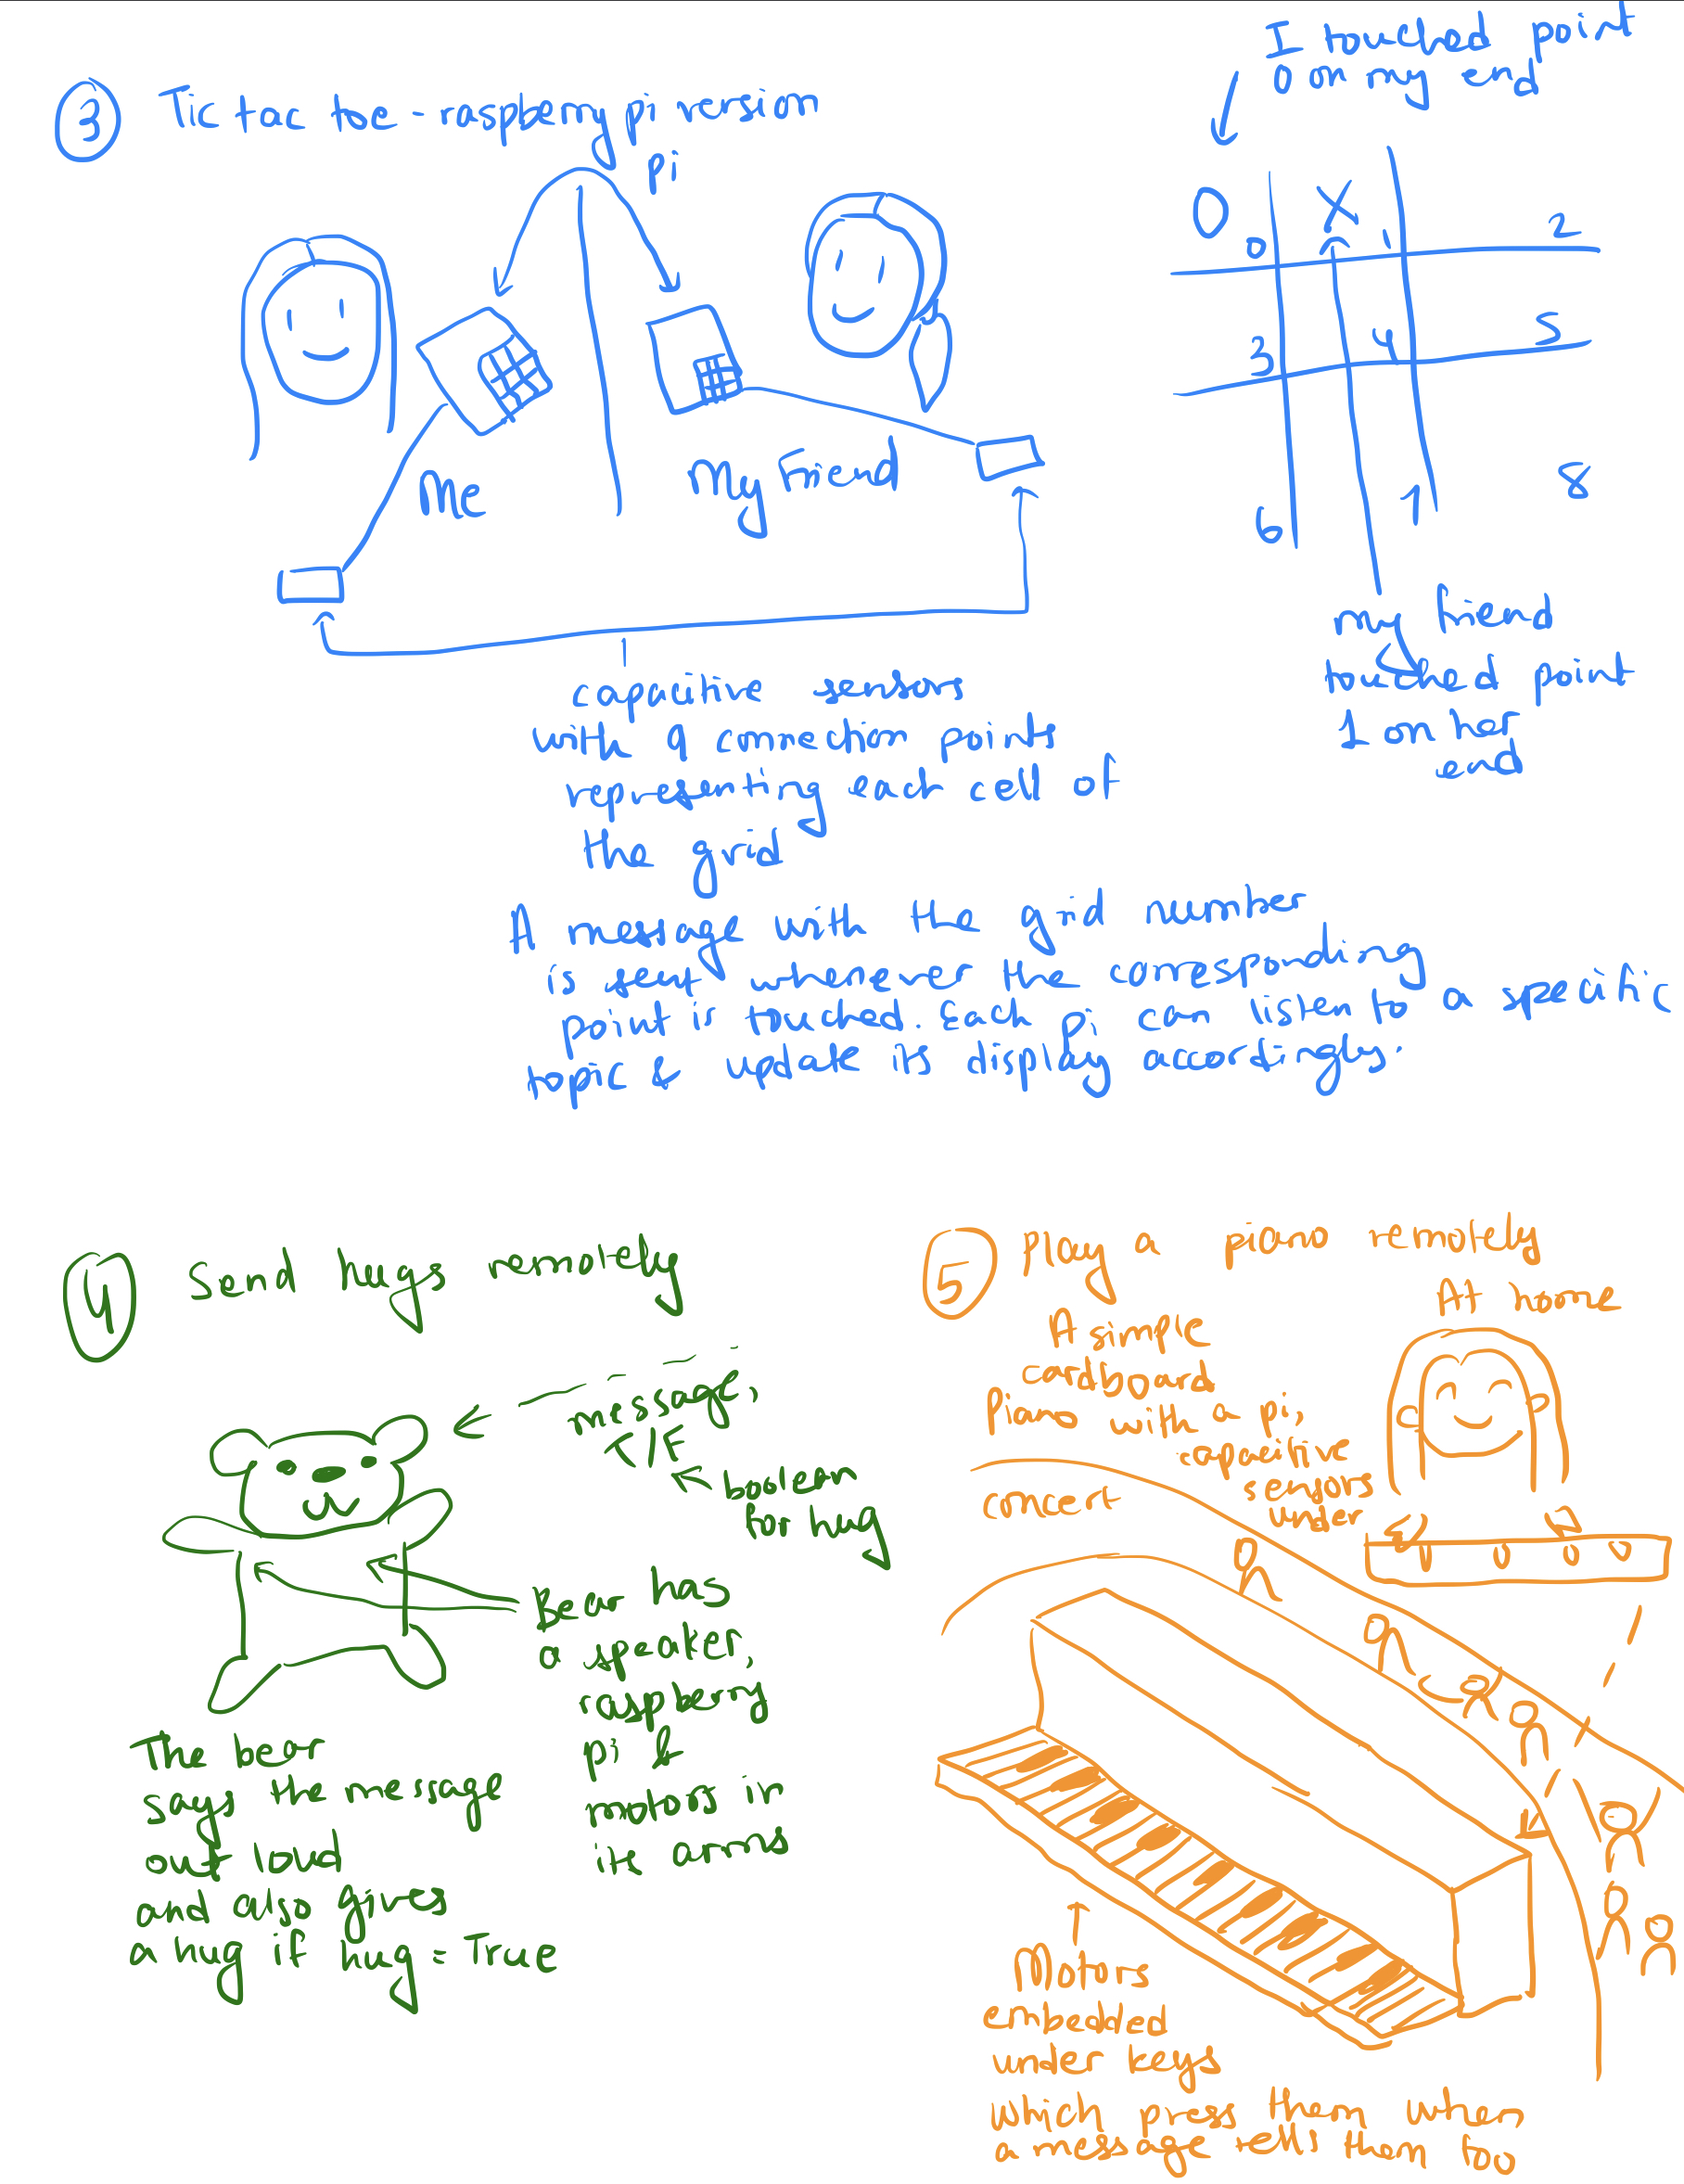 3 Tic tac toe - raspberry pi version
pi
Me
My Friend
capacitive sensors
with 9 connection points
representing each cell of
the grid
A message with the grid number
is sent whenever the corresponding
point is touched. Each pi can listen to a specific
topic & update its display accordingly.
I touched point
0 on my end
O X
0 1 2
3 4 5
6 7 8
my friend
touched point
1 on her
end
4 Send hugs remotely
message,
T/F
boolean
for hug
Bear has
a speaker,
raspberry
pi &
motors in
its arms
The bear
says the message
out loud
and also gives
a hug if hug = True
5 Play a piano remotely
At home
A simple
cardboard
Piano with a pi,
capacitive
sensors
under
concert
Motors
embedded
under keys
which press them when
a message tells them too